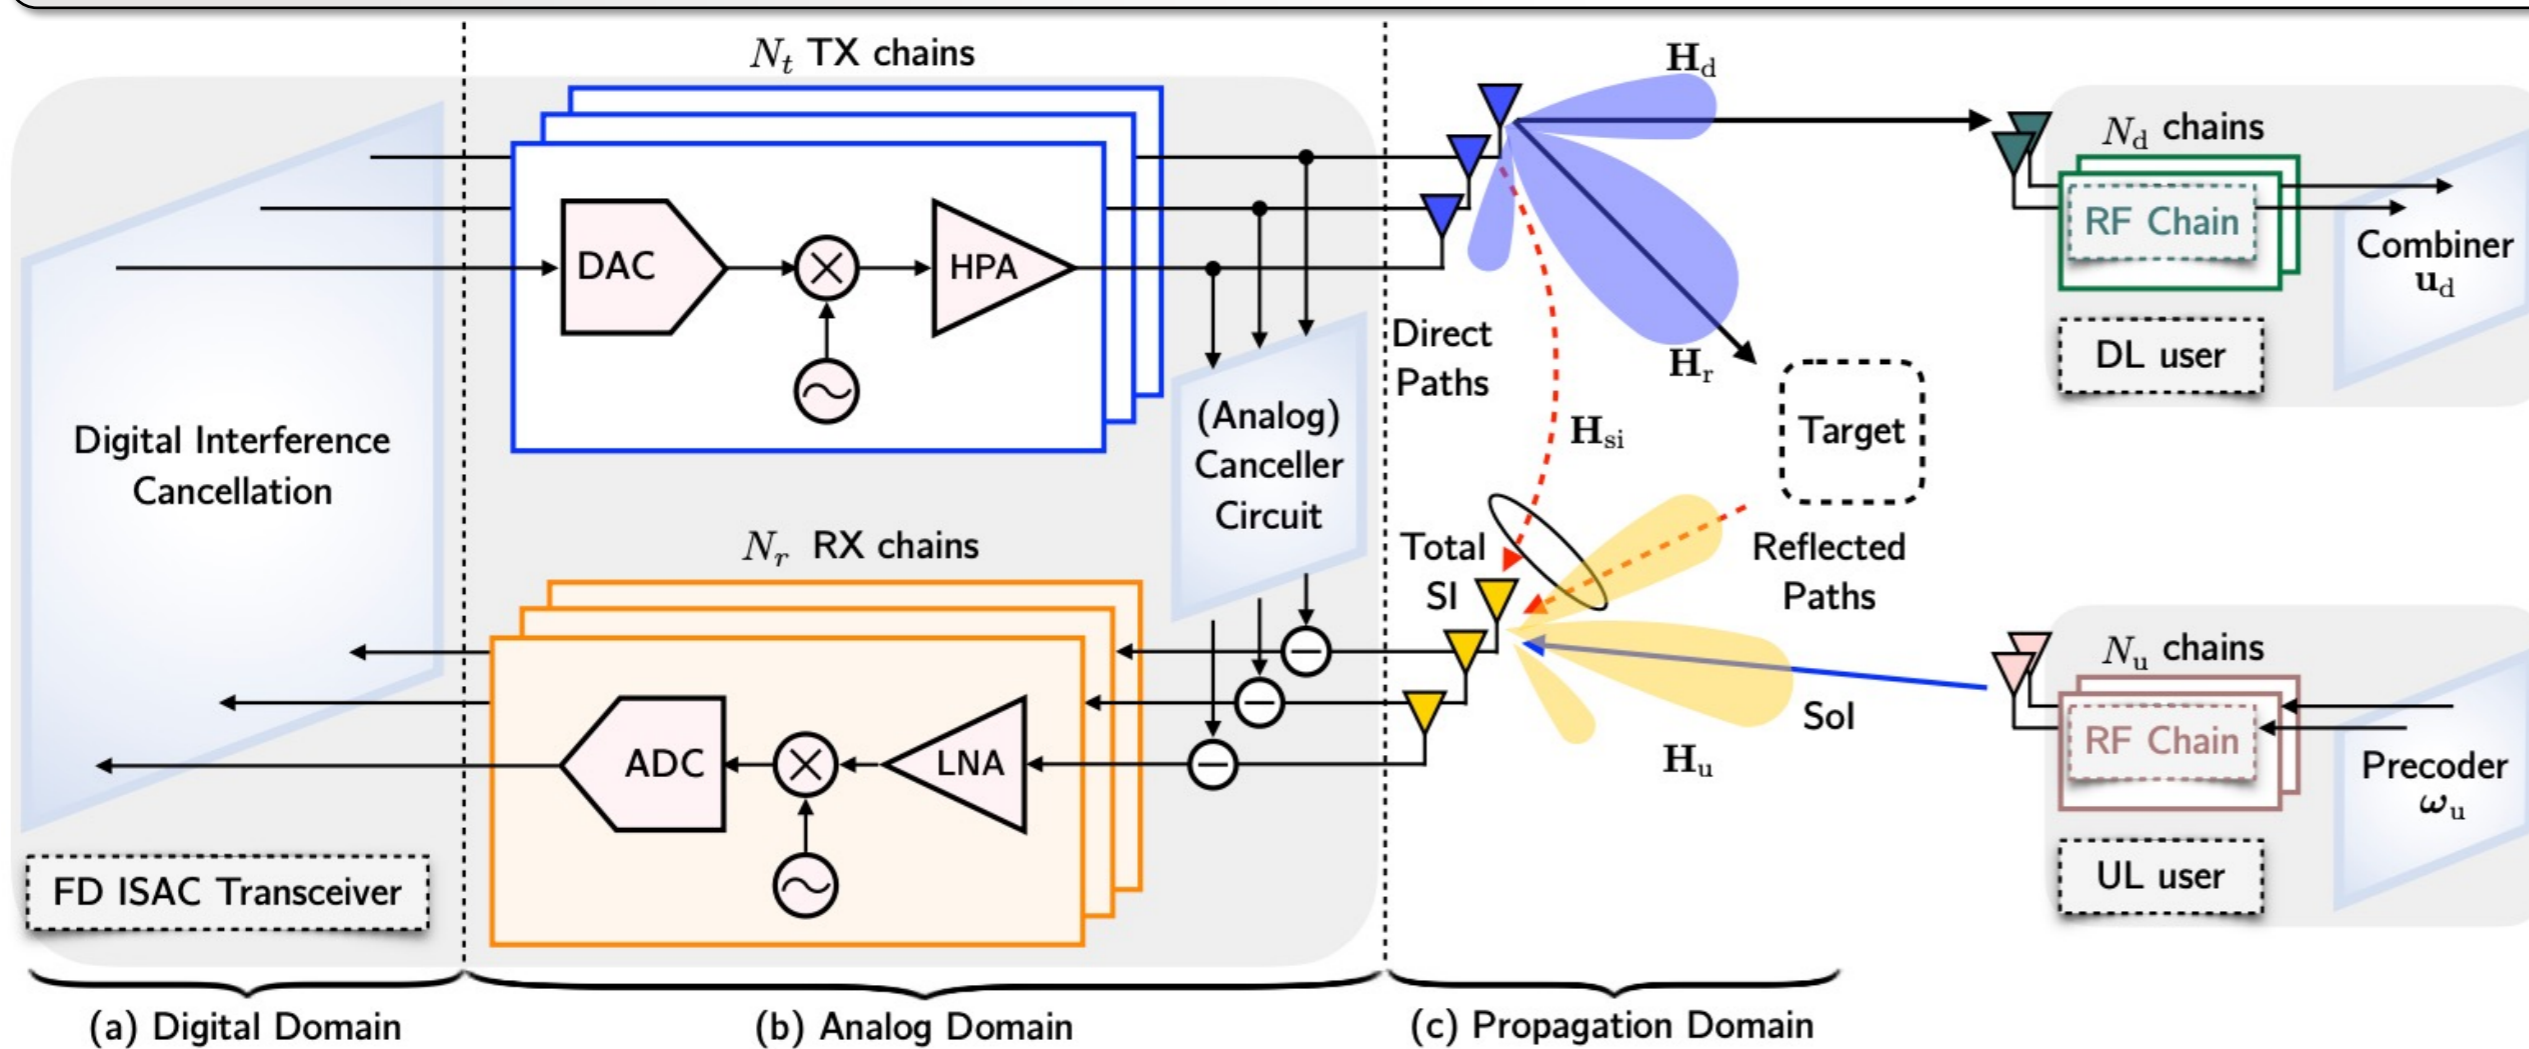 N_t TX chains
DAC
HPA
Digital Interference
Cancellation
(Analog)
Canceller
Circuit
N_r RX chains
ADC
LNA
FD ISAC Transceiver
H_d
Direct
Paths
H_r
H_si
Target
Total
SI
Reflected
Paths
SoI
H_u
N_d chains
RF Chain
Combiner
u_d
DL user
N_u chains
RF Chain
Precoder
ω_u
UL user
(a) Digital Domain
(b) Analog Domain
(c) Propagation Domain